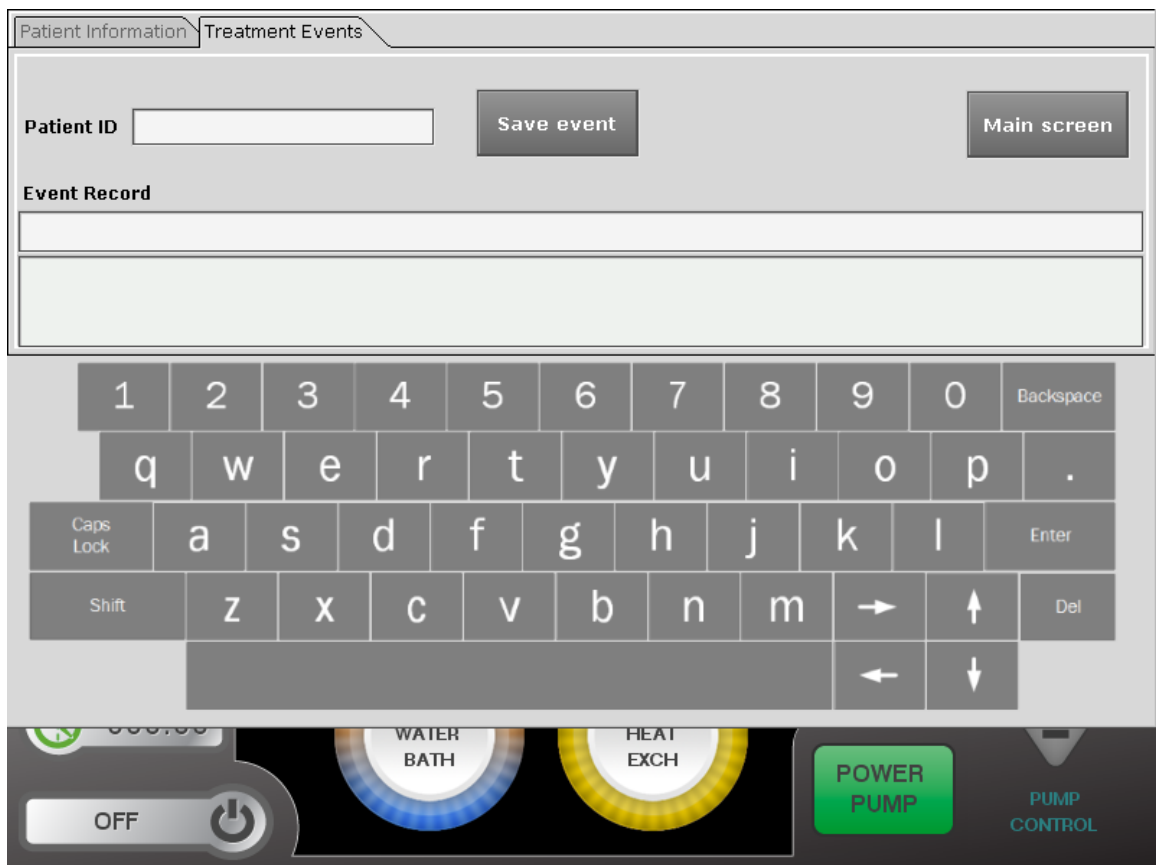 Patient Information Treatment Events
Patient ID Save event Main screen
Event Record
1 2 3 4 5 6 7 8 9 0 Backspace
q w e r t y u i o p .
Caps
Lock
a s d f g h j k l Enter
Shift z x c v b n m Del
WATER
BATH
HEAT
EXCH
POWER
PUMP
OFF
PUMP
CONTROL